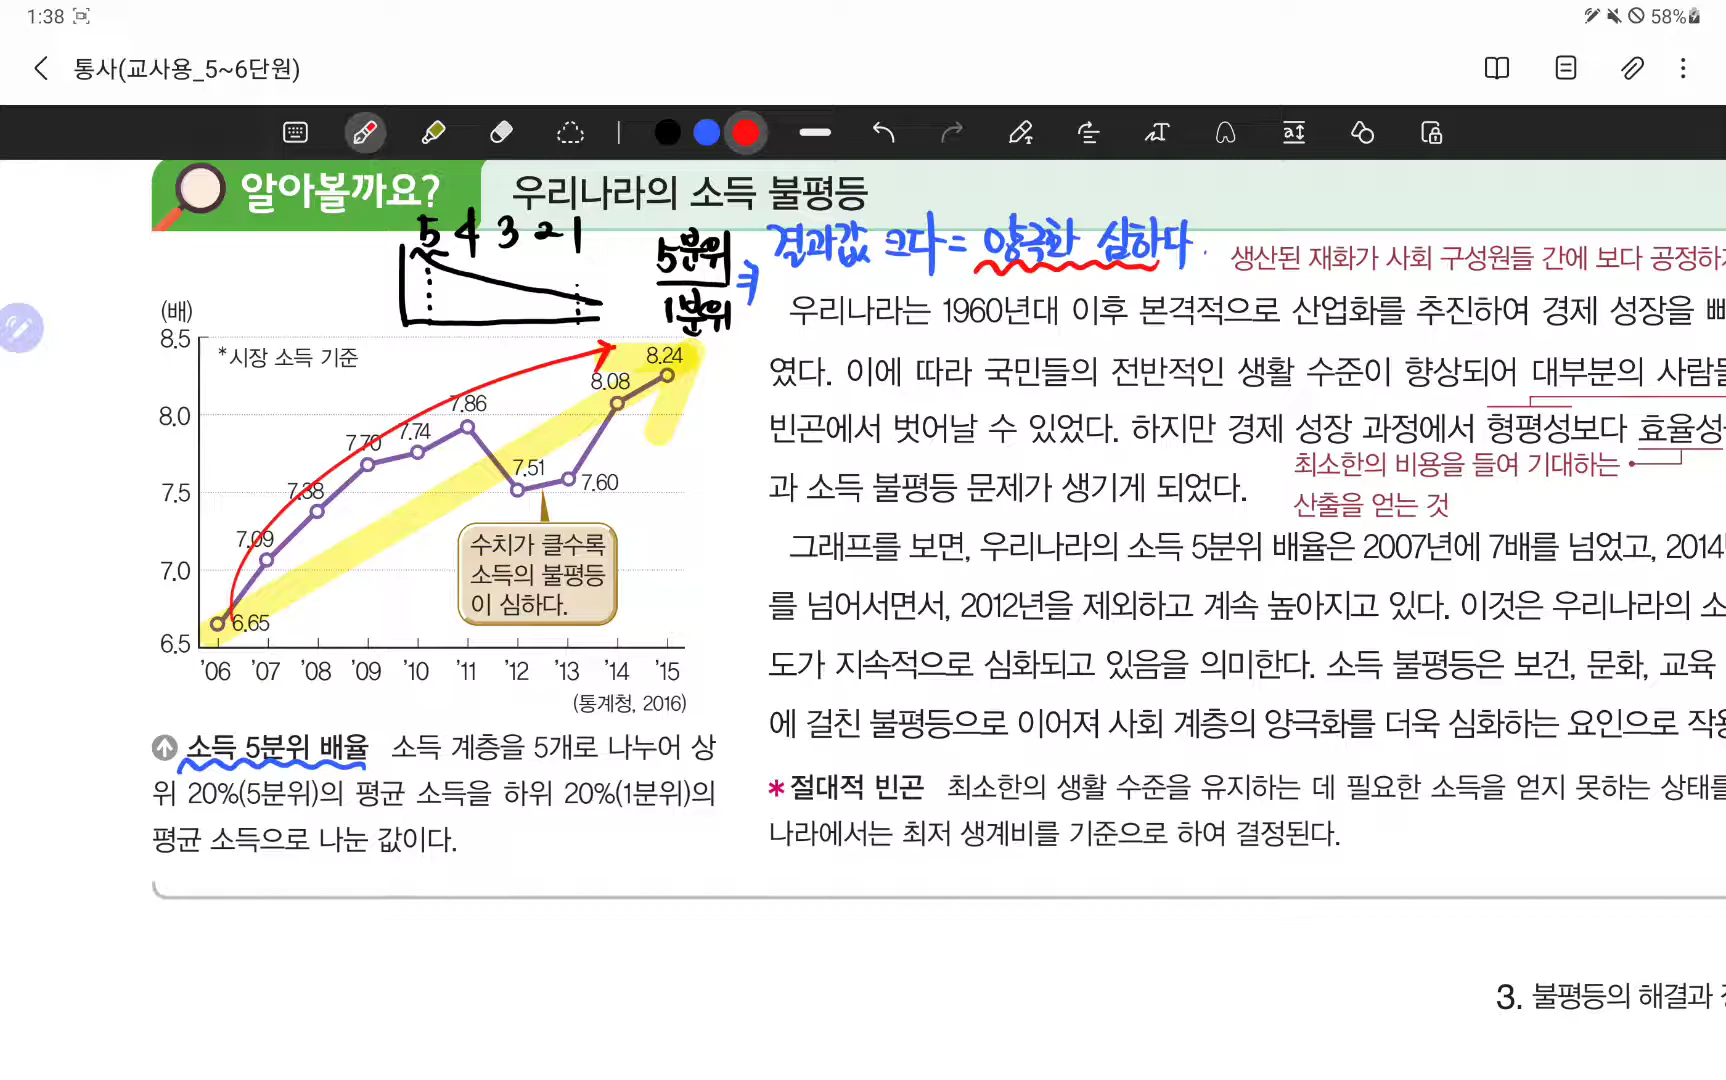 1:38
58%
통사(교사용_5~6단원)
알아볼까요?
우리나라의 소득 불평등
5 4 3 2 1
5분위
1분위
결과값 크다 = 양극화 심하다
생산된 재화가 사회 구성원들 간에 보다 공정하
(배)
8.5
8.0
7.5
7.0
6.5
*시장 소득 기준
6.65
7.09
7.38
7.70
7.74
7.86
7.51
7.60
8.08
8.24
수치가 클수록
소득의 불평등
이 심하다.
'06 '07 '08 '09 '10 '11 '12 '13 '14 '15
(통계청, 2016)
소득 5분위 배율 소득 계층을 5개로 나누어 상
위 20%(5분위)의 평균 소득을 하위 20%(1분위)의
평균 소득으로 나눈 값이다.
우리나라는 1960년대 이후 본격적으로 산업화를 추진하여 경제 성장을
였다. 이에 따라 국민들의 전반적인 생활 수준이 향상되어 대부분의 사람
빈곤에서 벗어날 수 있었다. 하지만 경제 성장 과정에서 형평성보다 효율성
최소한의 비용을 들여 기대하는
산출을 얻는 것
과 소득 불평등 문제가 생기게 되었다.
그래프를 보면, 우리나라의 소득 5분위 배율은 2007년에 7배를 넘었고, 2014
를 넘어서면서, 2012년을 제외하고 계속 높아지고 있다. 이것은 우리나라의 소
도가 지속적으로 심화되고 있음을 의미한다. 소득 불평등은 보건, 문화, 교육
에 걸친 불평등으로 이어져 사회 계층의 양극화를 더욱 심화하는 요인으로
*절대적 빈곤 최소한의 생활 수준을 유지하는 데 필요한 소득을 얻지 못하는 상태
나라에서는 최저 생계비를 기준으로 하여 결정된다.
3. 불평등의 해결과